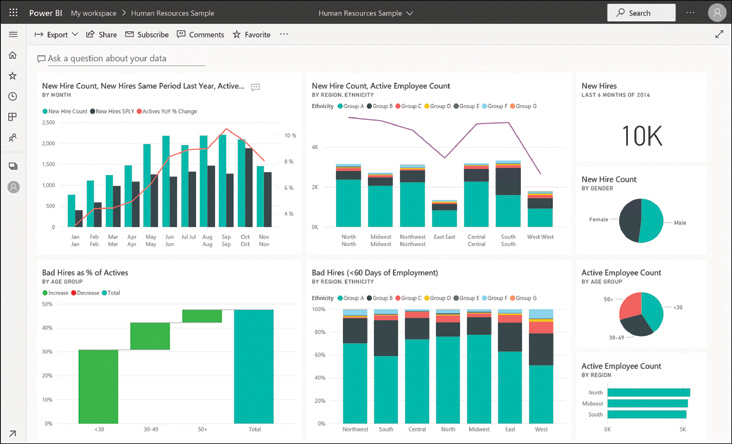 Power BI My workspace > Human Resources Sample Human Resources Sample Search
Export Share Subscribe Comments Favorite
Ask a question about your data
New Hire Count, New Hires Same Period Last Year, Active...
BY MONTH
New Hire Count New Hires SPLY Actives YoY % Change
2,500
2,000
1,500
1,000
500
0
10 %
8 %
6 %
4 %
Jan Feb Mar Apr May Jun Jul Jul Aug Sep Oct Nov
Jan Feb Mar Apr May Jun Aug Sep Oct Nov
New Hire Count, Active Employee Count
BY REGION, ETHNICITY
Ethnicity Group A Group B Group C Group D Group E Group F Group G
4K
2K
0K
North Midwest Northwest East East Central South West West
North Midwest Northwest Central South
New Hires
LAST 6 MONTHS OF 2014
10K
New Hire Count
BY GENDER
Female
Male
Bad Hires as % of Actives
BY AGE GROUP
Increase Decrease Total
50%
40%
30%
20%
10%
0%
<30 30-49 50+ Total
Bad Hires (<60 Days of Employment)
BY REGION, ETHNICITY
Ethnicity Group A Group B Group C Group D Group E Group F Group G
100%
80%
60%
40%
20%
0%
Northwest South Central North Midwest East West
Active Employee Count
BY AGE GROUP
50+
<30
30-49
Active Employee Count
BY REGION
North
Midwest
South
0K 5K